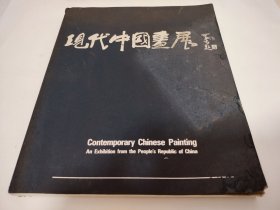 現代中國畫展
Contemporary Chinese Painting
An Exhibition from the People's Republic of China